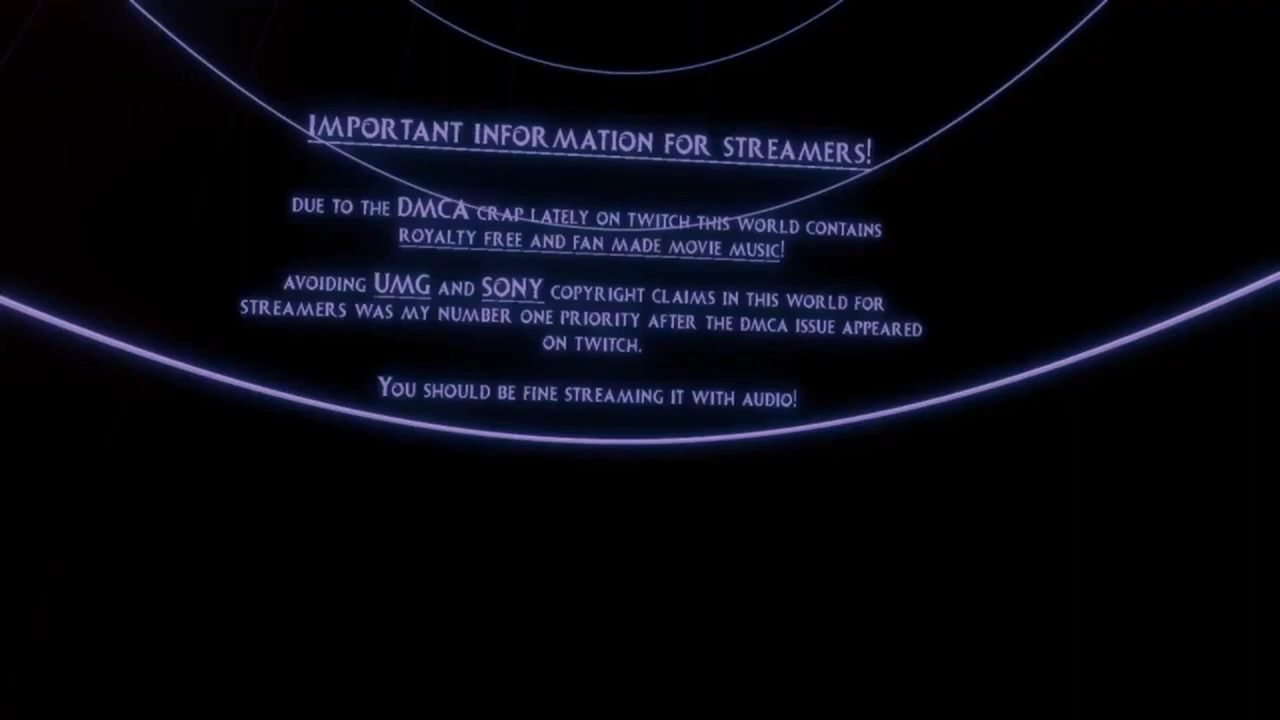 IMPORTANT INFORMATION FOR STREAMERS!
DUE TO THE DMCA CRAP LATELY ON TWITCH THIS WORLD CONTAINS
ROYALTY FREE AND FAN MADE MOVIE MUSIC!
AVOIDING UMG AND SONY COPYRIGHT CLAIMS IN THIS WORLD FOR
STREAMERS WAS MY NUMBER ONE PRIORITY AFTER THE DMCA ISSUE APPEARED
ON TWITCH.
YOU SHOULD BE FINE STREAMING IT WITH AUDIO!